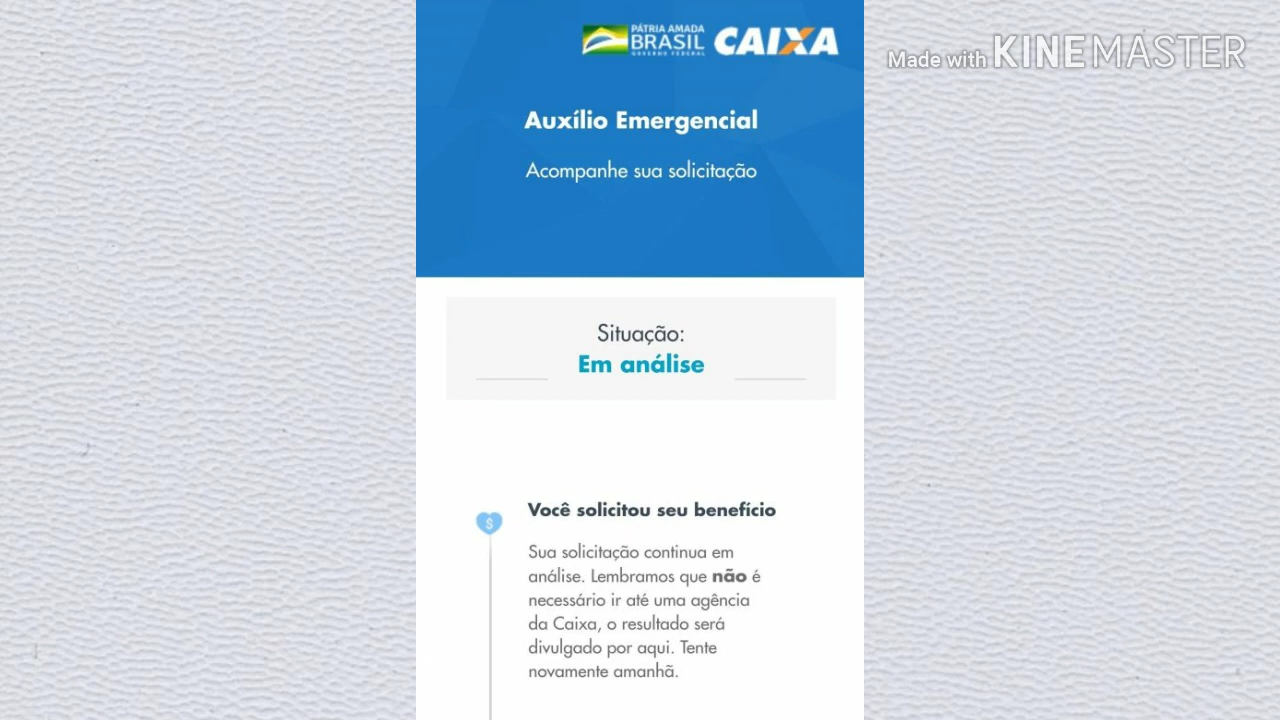 PÁTRIA AMADA
BRASIL
GOVERNO FEDERAL
CAIXA
Made with KINEMASTER
Auxílio Emergencial
Acompanhe sua solicitação
Situação:
Em análise
Você solicitou seu benefício
$
Sua solicitação continua em
análise. Lembramos que não é
necessário ir até uma agência
da Caixa, o resultado será
divulgado por aqui. Tente
novamente amanhã.